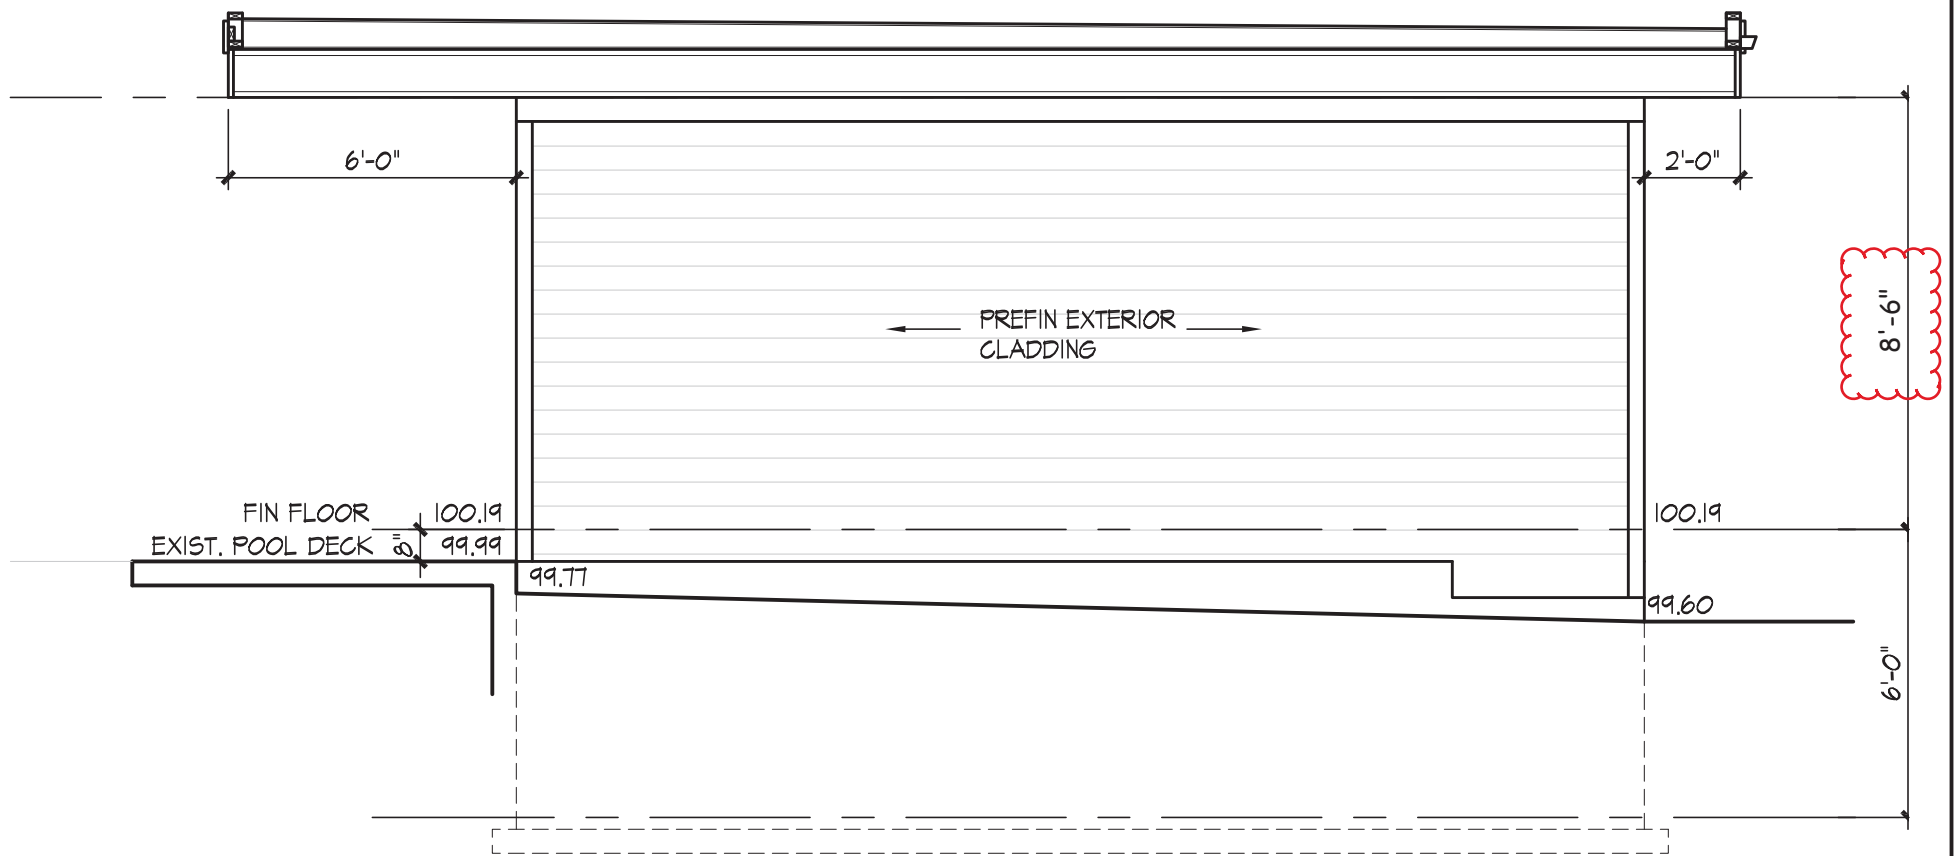 6'-0"
2'-0"
8'-6"
PREFIN EXTERIOR
CLADDING
FIN FLOOR 100.19
100.19
EXIST. POOL DECK 8" 99.99
99.77
99.60
6'-0"